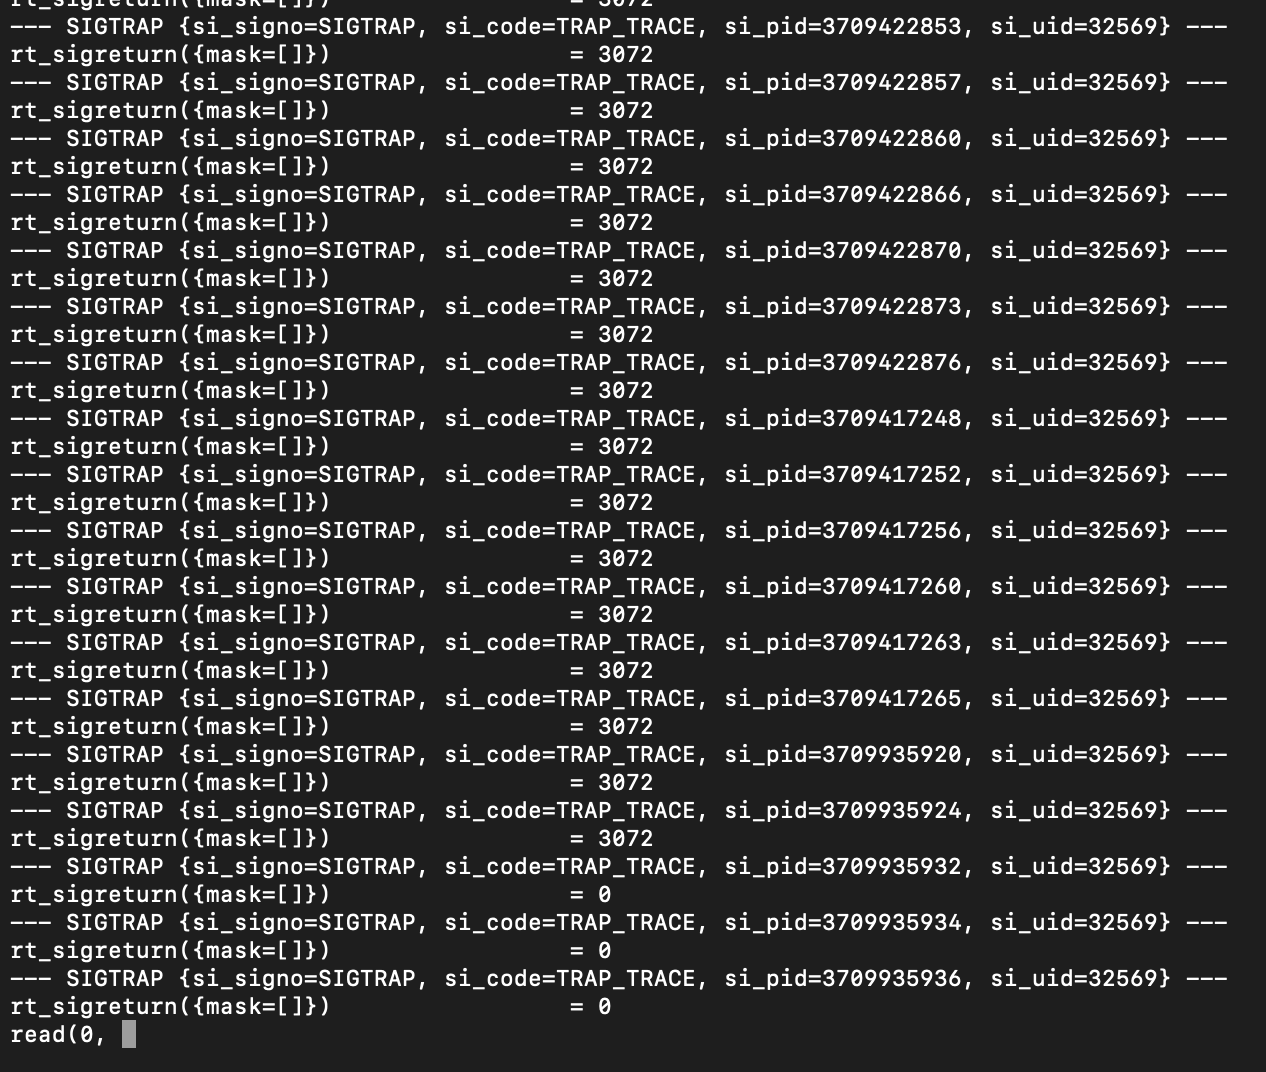 rt_sigreturn({mask=[]})                 = 3072
--- SIGTRAP {si_signo=SIGTRAP, si_code=TRAP_TRACE, si_pid=3709422853, si_uid=32569} ---
rt_sigreturn({mask=[]})                 = 3072
--- SIGTRAP {si_signo=SIGTRAP, si_code=TRAP_TRACE, si_pid=3709422857, si_uid=32569} ---
rt_sigreturn({mask=[]})                 = 3072
--- SIGTRAP {si_signo=SIGTRAP, si_code=TRAP_TRACE, si_pid=3709422860, si_uid=32569} ---
rt_sigreturn({mask=[]})                 = 3072
--- SIGTRAP {si_signo=SIGTRAP, si_code=TRAP_TRACE, si_pid=3709422866, si_uid=32569} ---
rt_sigreturn({mask=[]})                 = 3072
--- SIGTRAP {si_signo=SIGTRAP, si_code=TRAP_TRACE, si_pid=3709422870, si_uid=32569} ---
rt_sigreturn({mask=[]})                 = 3072
--- SIGTRAP {si_signo=SIGTRAP, si_code=TRAP_TRACE, si_pid=3709422873, si_uid=32569} ---
rt_sigreturn({mask=[]})                 = 3072
--- SIGTRAP {si_signo=SIGTRAP, si_code=TRAP_TRACE, si_pid=3709422876, si_uid=32569} ---
rt_sigreturn({mask=[]})                 = 3072
--- SIGTRAP {si_signo=SIGTRAP, si_code=TRAP_TRACE, si_pid=3709417248, si_uid=32569} ---
rt_sigreturn({mask=[]})                 = 3072
--- SIGTRAP {si_signo=SIGTRAP, si_code=TRAP_TRACE, si_pid=3709417252, si_uid=32569} ---
rt_sigreturn({mask=[]})                 = 3072
--- SIGTRAP {si_signo=SIGTRAP, si_code=TRAP_TRACE, si_pid=3709417256, si_uid=32569} ---
rt_sigreturn({mask=[]})                 = 3072
--- SIGTRAP {si_signo=SIGTRAP, si_code=TRAP_TRACE, si_pid=3709417260, si_uid=32569} ---
rt_sigreturn({mask=[]})                 = 3072
--- SIGTRAP {si_signo=SIGTRAP, si_code=TRAP_TRACE, si_pid=3709417263, si_uid=32569} ---
rt_sigreturn({mask=[]})                 = 3072
--- SIGTRAP {si_signo=SIGTRAP, si_code=TRAP_TRACE, si_pid=3709417265, si_uid=32569} ---
rt_sigreturn({mask=[]})                 = 3072
--- SIGTRAP {si_signo=SIGTRAP, si_code=TRAP_TRACE, si_pid=3709935920, si_uid=32569} ---
rt_sigreturn({mask=[]})                 = 3072
--- SIGTRAP {si_signo=SIGTRAP, si_code=TRAP_TRACE, si_pid=3709935924, si_uid=32569} ---
rt_sigreturn({mask=[]})                 = 3072
--- SIGTRAP {si_signo=SIGTRAP, si_code=TRAP_TRACE, si_pid=3709935932, si_uid=32569} ---
rt_sigreturn({mask=[]})                 = 0
--- SIGTRAP {si_signo=SIGTRAP, si_code=TRAP_TRACE, si_pid=3709935934, si_uid=32569} ---
rt_sigreturn({mask=[]})                 = 0
--- SIGTRAP {si_signo=SIGTRAP, si_code=TRAP_TRACE, si_pid=3709935936, si_uid=32569} ---
rt_sigreturn({mask=[]})                 = 0
read(0,